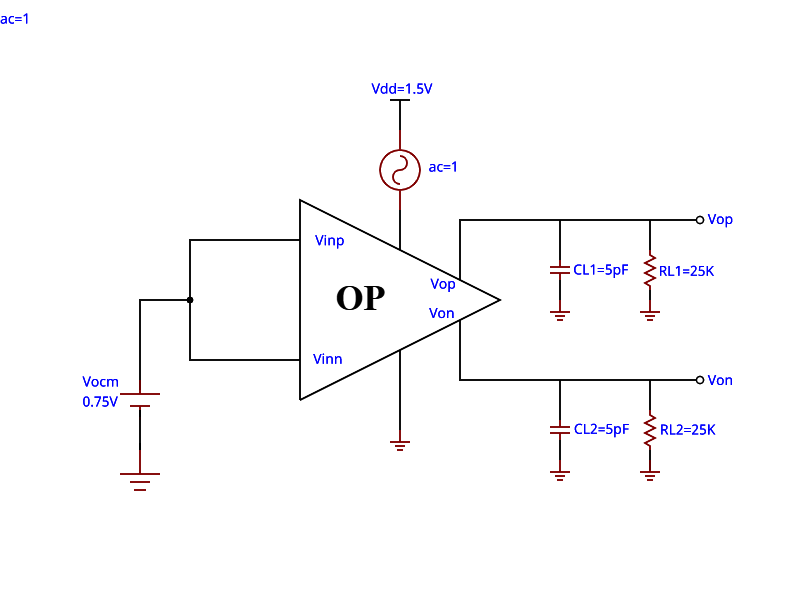 ac=1
Vdd=1.5V
ac=1
Vop
Vinp
CL1=5pF
RL1=25K
Vop
OP
Von
Vinn
Von
Vocm
0.75V
CL2=5pF
RL2=25K